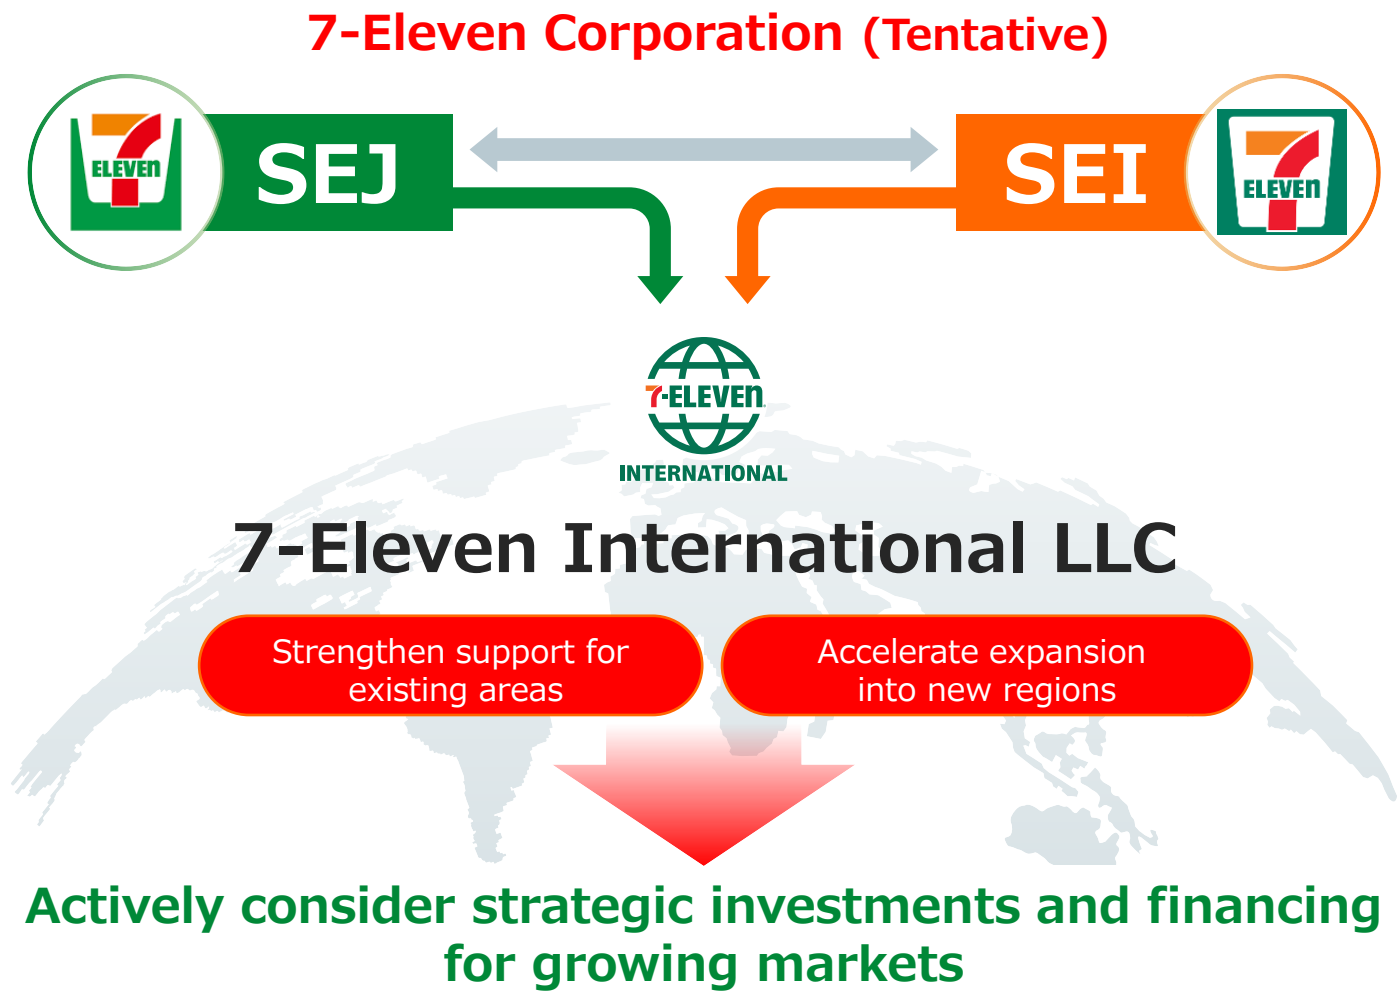 7-Eleven Corporation (Tentative)
ELEVEn
SEJ
SEI
ELEVEn
7-ELEVEn
INTERNATIONAL
7-Eleven International LLC
Strengthen support for
existing areas
Accelerate expansion
into new regions
Actively consider strategic investments and financing
for growing markets